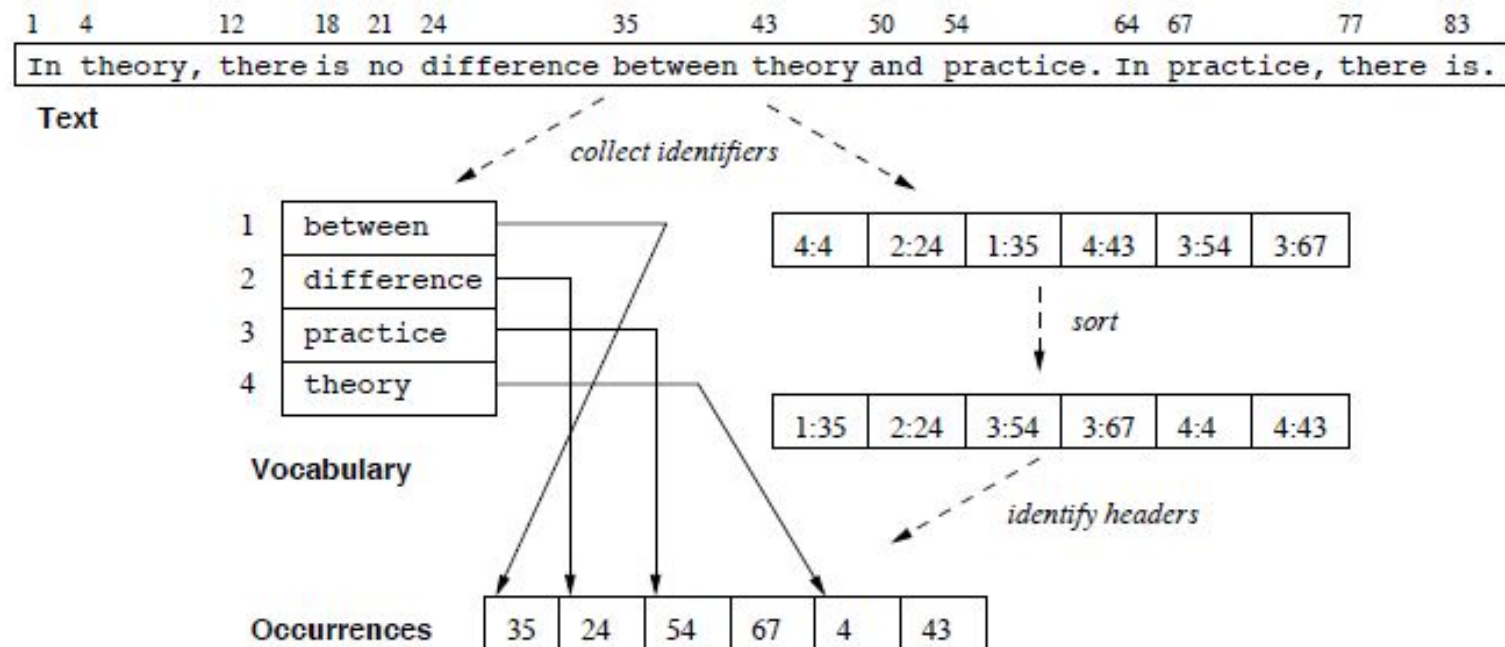 1 4 12 18 21 24 35 43 50 54 64 67 77 83
In theory, there is no difference between theory and practice. In practice, there is.
Text
collect identifiers
1 between
2 difference
3 practice
4 theory
Vocabulary
4:4 2:24 1:35 4:43 3:54 3:67
sort
1:35 2:24 3:54 3:67 4:4 4:43
identify headers
Occurrences 35 24 54 67 4 43